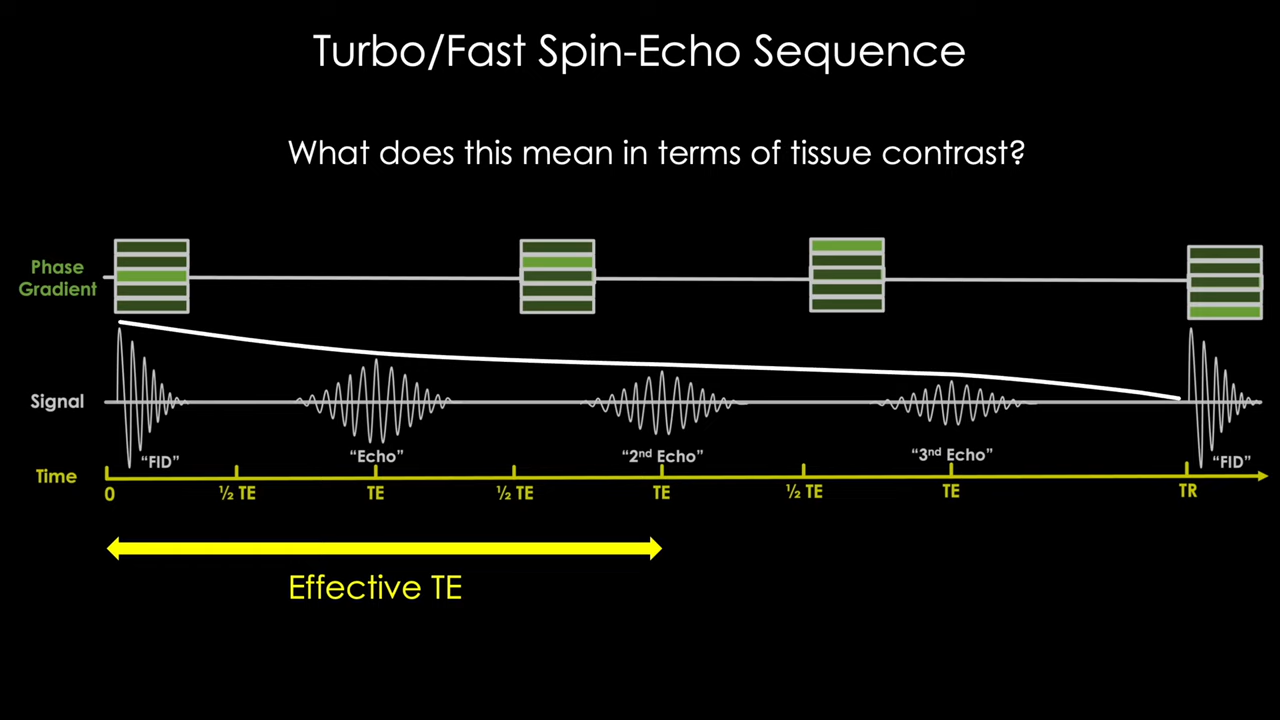 Turbo/Fast Spin-Echo Sequence
What does this mean in terms of tissue contrast?
Phase
Gradient
Signal
"FID"
"Echo"
"2nd Echo"
"3rd Echo"
"FID"
Time
0
½ TE
TE
½ TE
TE
½ TE
TE
TR
Effective TE